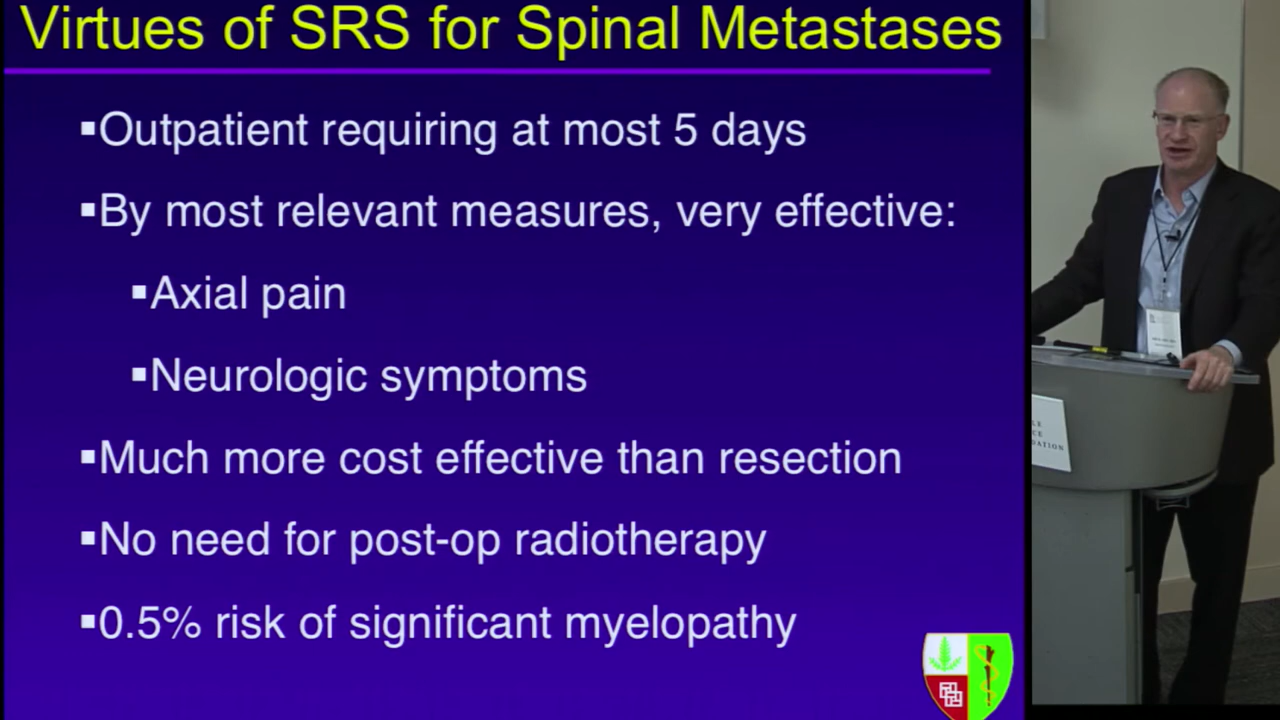 Virtues of SRS for Spinal Metastases
▪Outpatient requiring at most 5 days
▪By most relevant measures, very effective:
▪Axial pain
▪Neurologic symptoms
▪Much more cost effective than resection
▪No need for post-op radiotherapy
▪0.5% risk of significant myelopathy